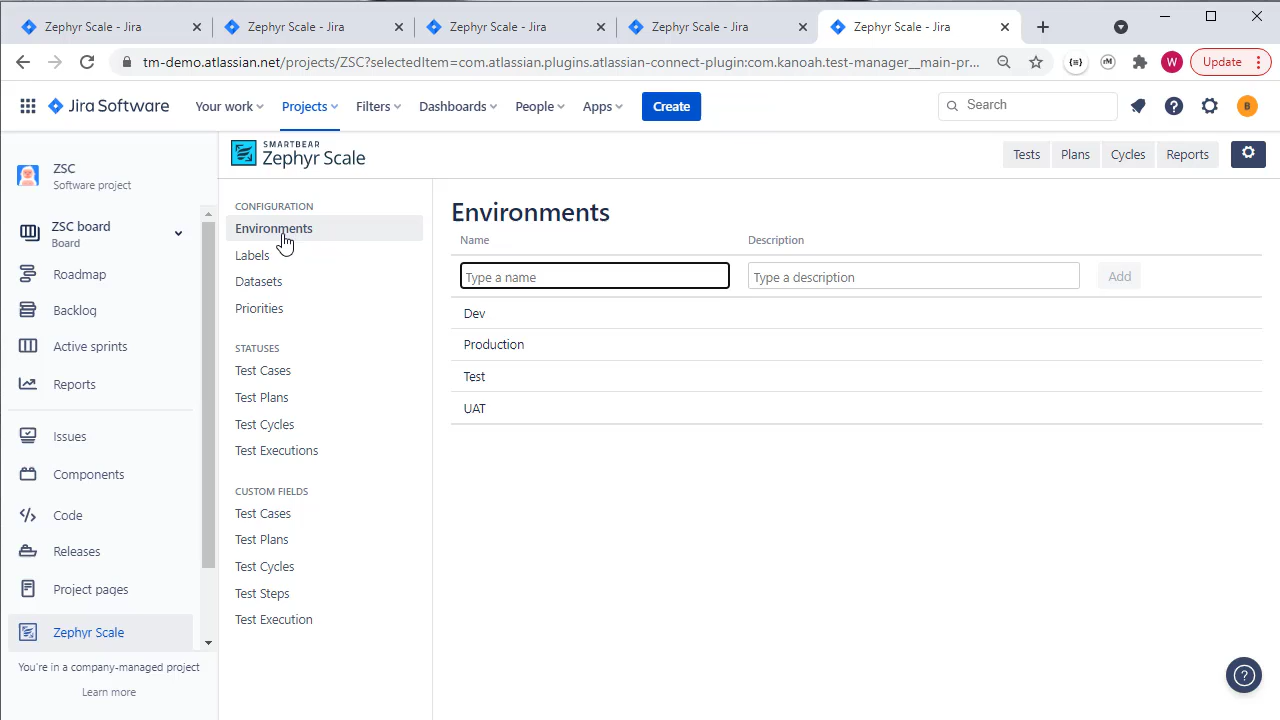 Zephyr Scale - Jira
Zephyr Scale - Jira
Zephyr Scale - Jira
Zephyr Scale - Jira
Zephyr Scale - Jira
tm-demo.atlassian.net/projects/ZSC?selectedItem=com.atlassian.plugins.atlassian-connect-plugin:com.kanoah.test-manager__main-pr...
W
Update
Jira Software
Your work
Projects
Filters
Dashboards
People
Apps
Create
Search
B
ZSC
Software project
ZSC board
Board
Roadmap
Backlog
Active sprints
Reports
Issues
Components
Code
Releases
Project pages
Zephyr Scale
You're in a company-managed project
Learn more
SMARTBEAR
Zephyr Scale
Tests
Plans
Cycles
Reports
CONFIGURATION
Environments
Labels
Datasets
Priorities
STATUSES
Test Cases
Test Plans
Test Cycles
Test Executions
CUSTOM FIELDS
Test Cases
Test Plans
Test Cycles
Test Steps
Test Execution
Environments
Name Description
Type a name Type a description Add
Dev
Production
Test
UAT